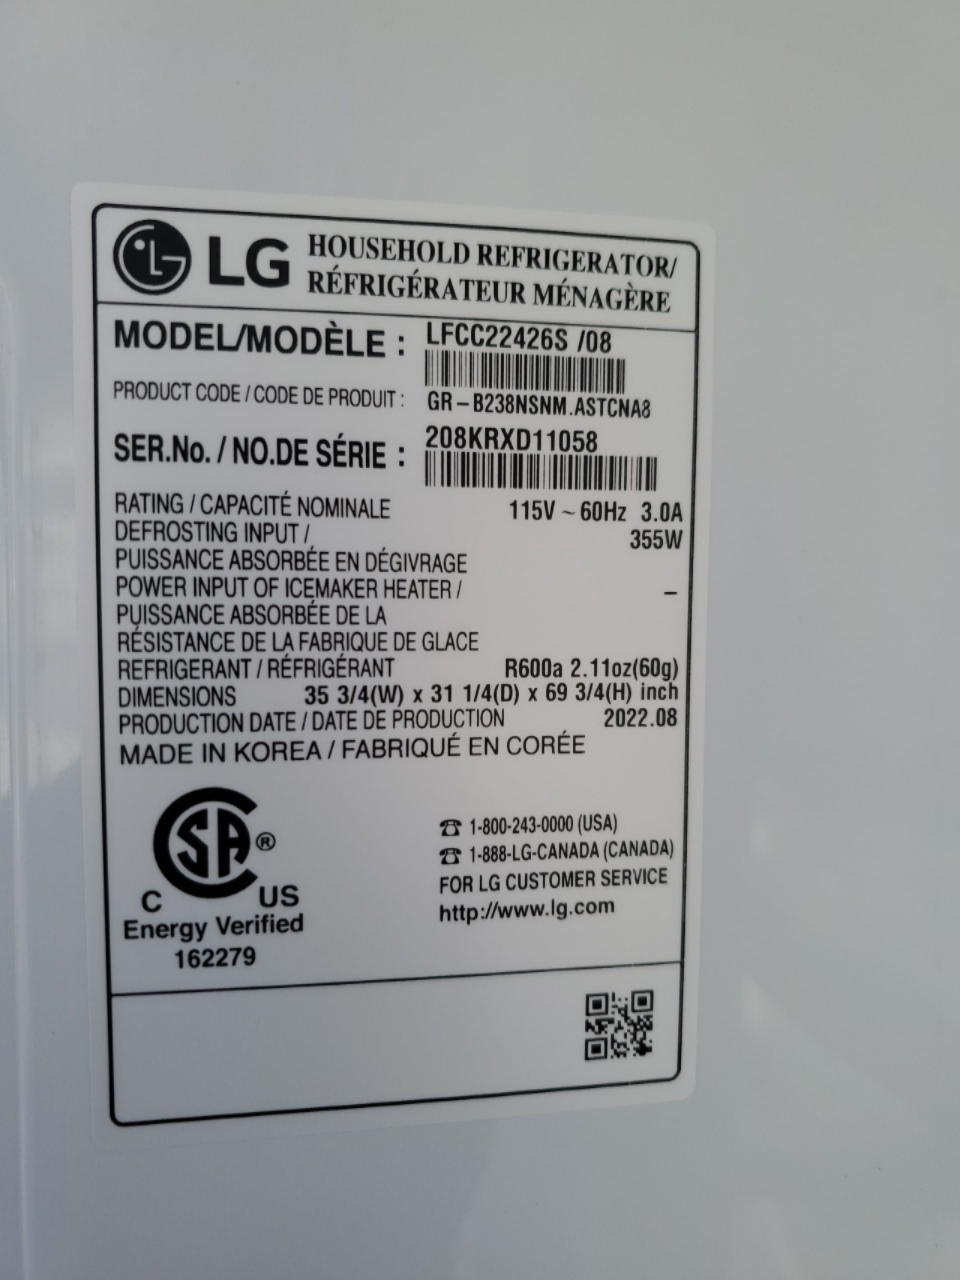 LG HOUSEHOLD REFRIGERATOR/
RÉFRIGÉRATEUR MÉNAGÈRE
MODEL/MODÈLE : LFCC22426S /08
PRODUCT CODE / CODE DE PRODUIT : GR-B238NSNM.ASTCNA8
SER.No. / NO.DE SÉRIE : 208KRXD11058
RATING / CAPACITÉ NOMINALE 115V ~ 60Hz 3.0A
DEFROSTING INPUT / 355W
PUISSANCE ABSORBÉE EN DÉGIVRAGE
POWER INPUT OF ICEMAKER HEATER / –
PUISSANCE ABSORBÉE DE LA
RÉSISTANCE DE LA FABRIQUE DE GLACE
REFRIGERANT / RÉFRIGÉRANT R600a 2.11oz(60g)
DIMENSIONS 35 3/4(W) x 31 1/4(D) x 69 3/4(H) inch
PRODUCTION DATE / DATE DE PRODUCTION 2022.08
MADE IN KOREA / FABRIQUÉ EN CORÉE
SA®
C US
Energy Verified
162279
☎ 1-800-243-0000 (USA)
☎ 1-888-LG-CANADA (CANADA)
FOR LG CUSTOMER SERVICE
http://www.lg.com